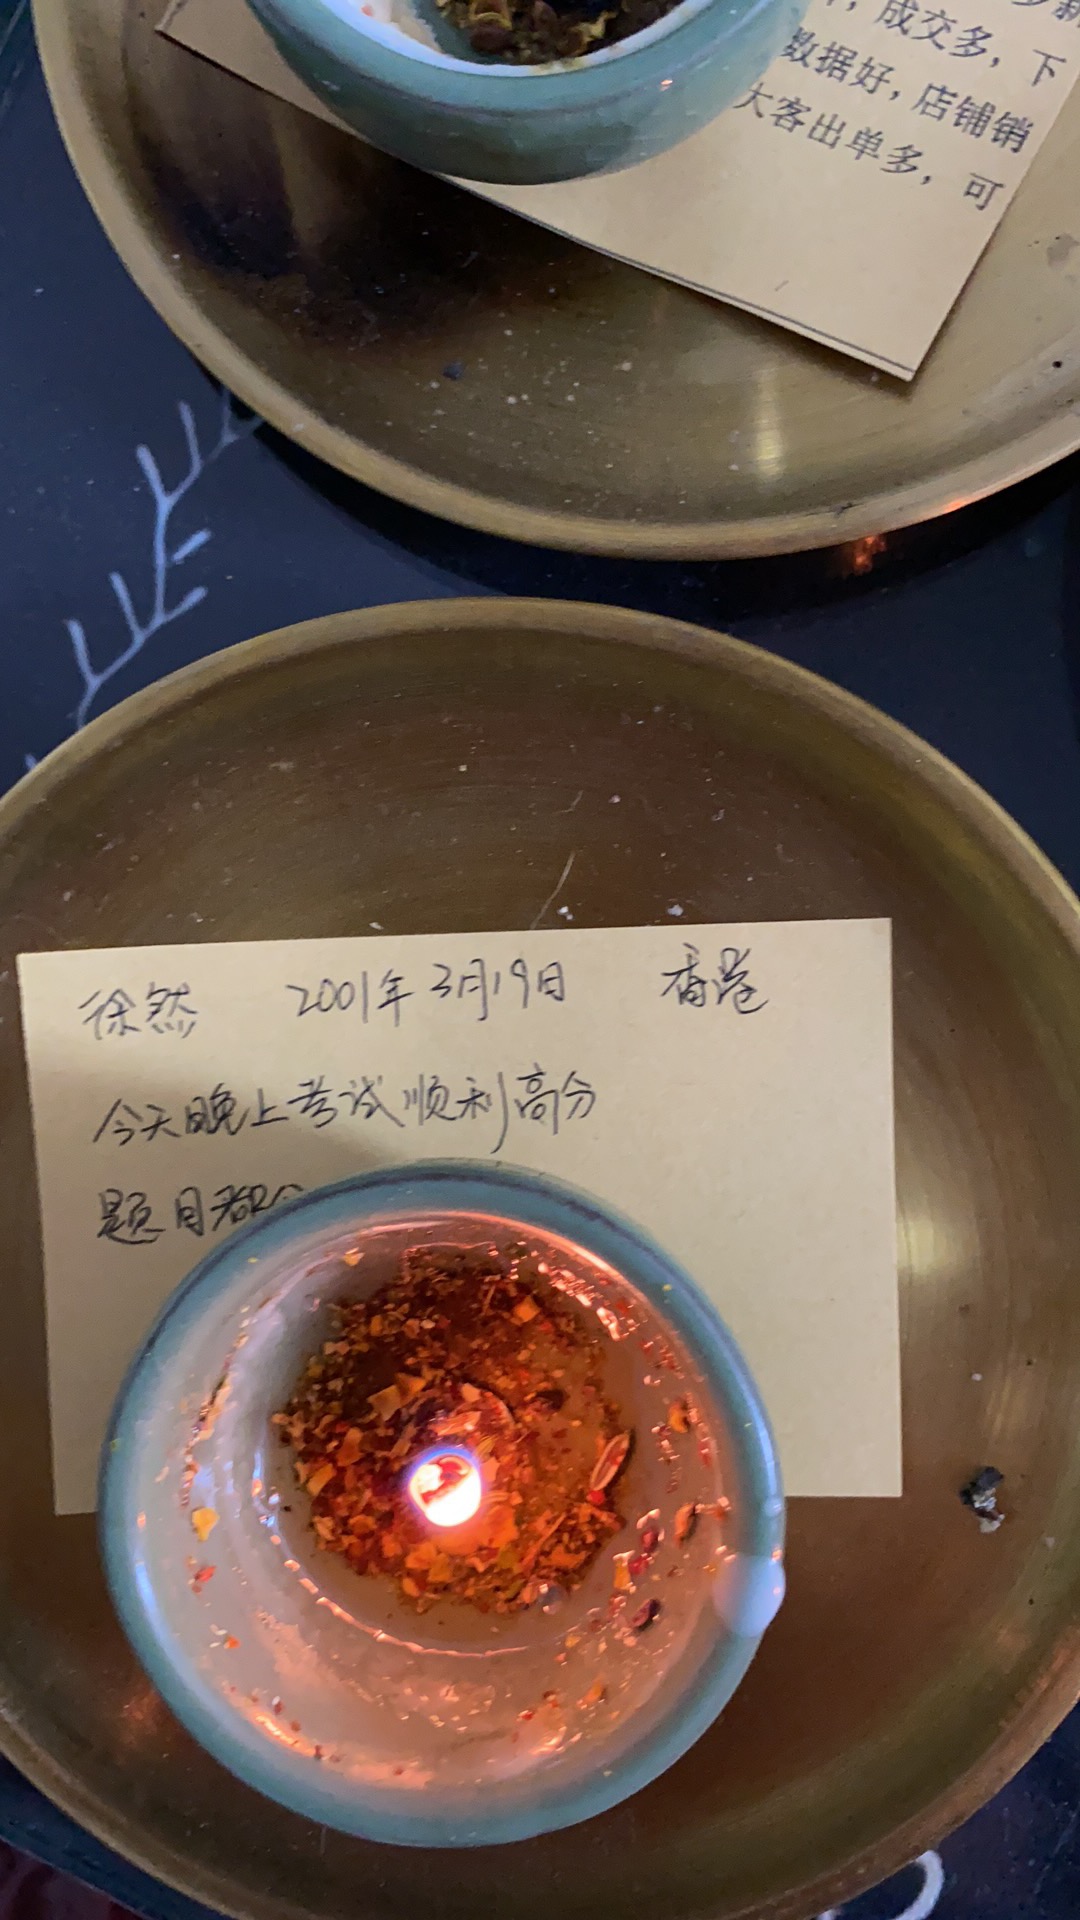 成交多，下
数据好，店铺销
大客出单多，可
徐然 2001年3月19日 香港
今天晚上考试顺利高分
题目都